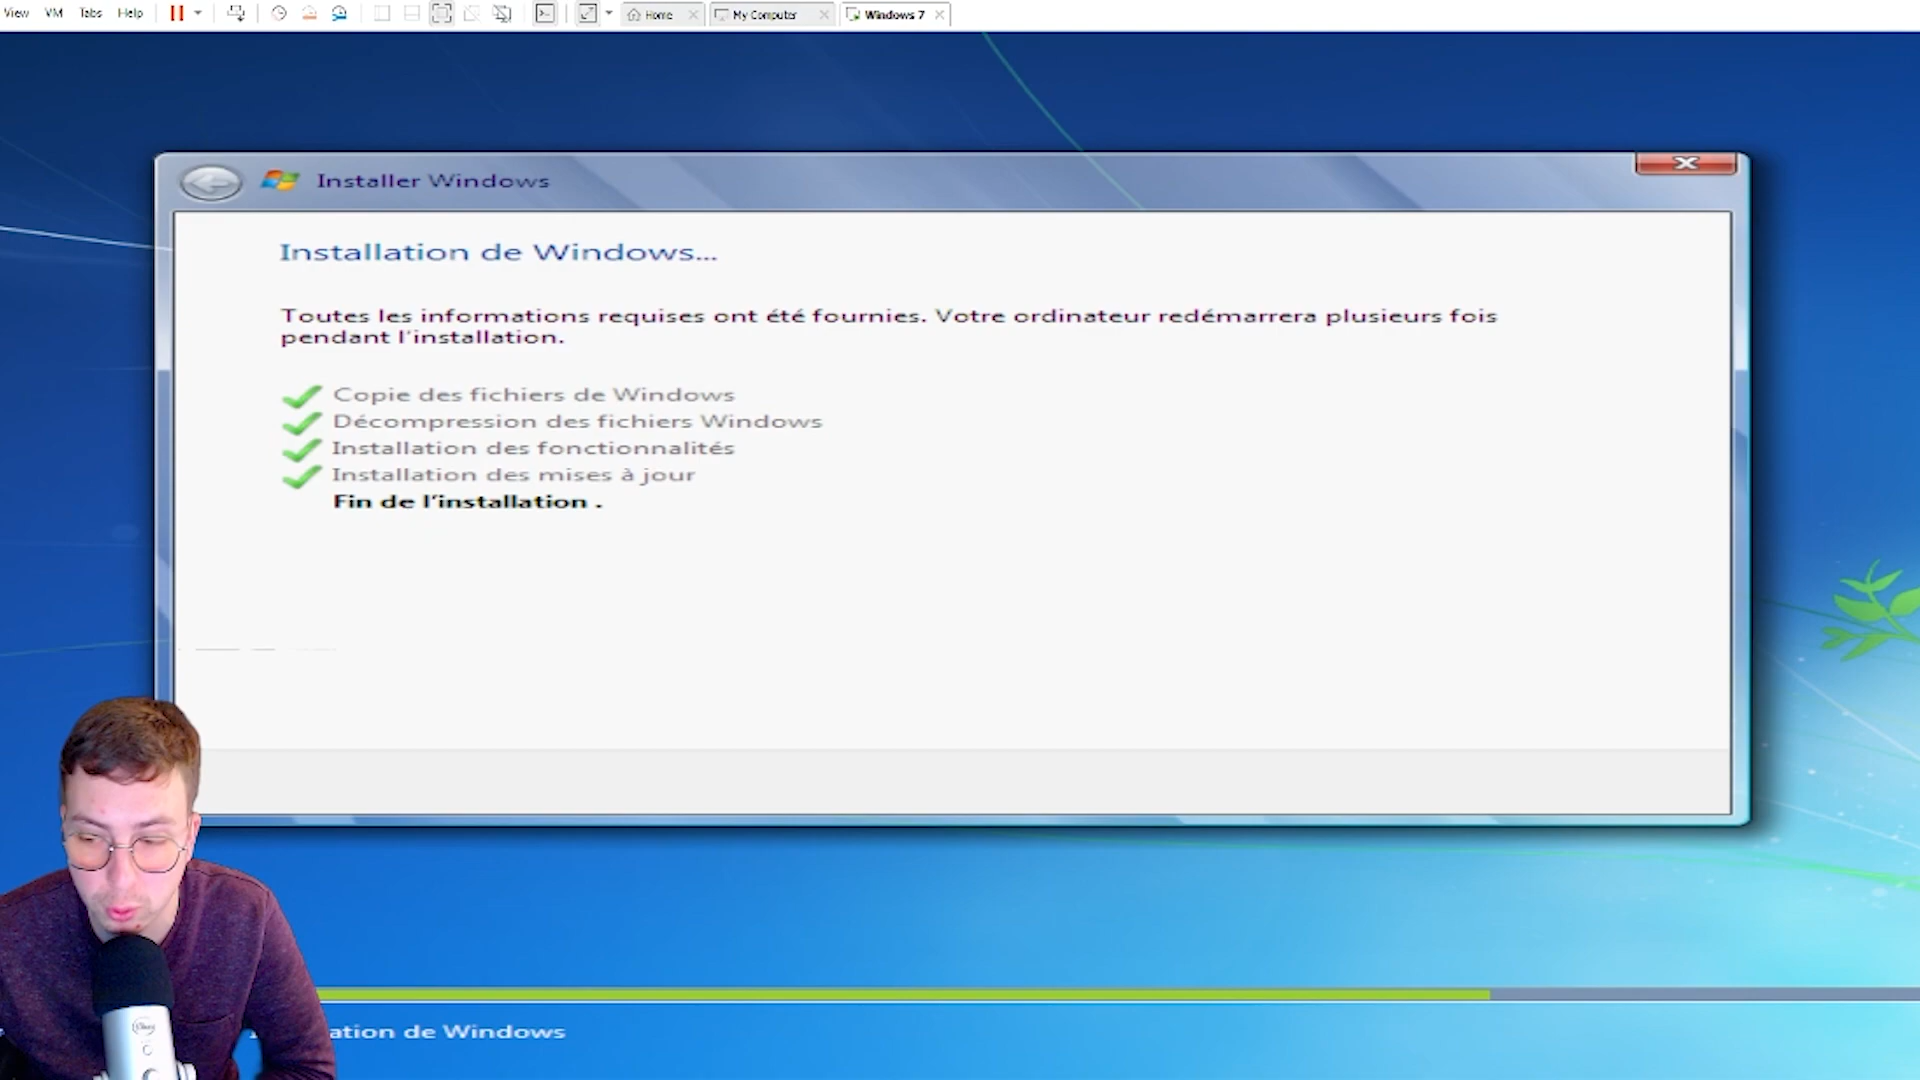 View VM Tabs Help Home My Computer Windows 7
Installer Windows
Installation de Windows...
Toutes les informations requises ont été fournies. Votre ordinateur redémarrera plusieurs fois
pendant l'installation.
Copie des fichiers de Windows
Décompression des fichiers Windows
Installation des fonctionnalités
Installation des mises à jour
Fin de l'installation .
ation de Windows